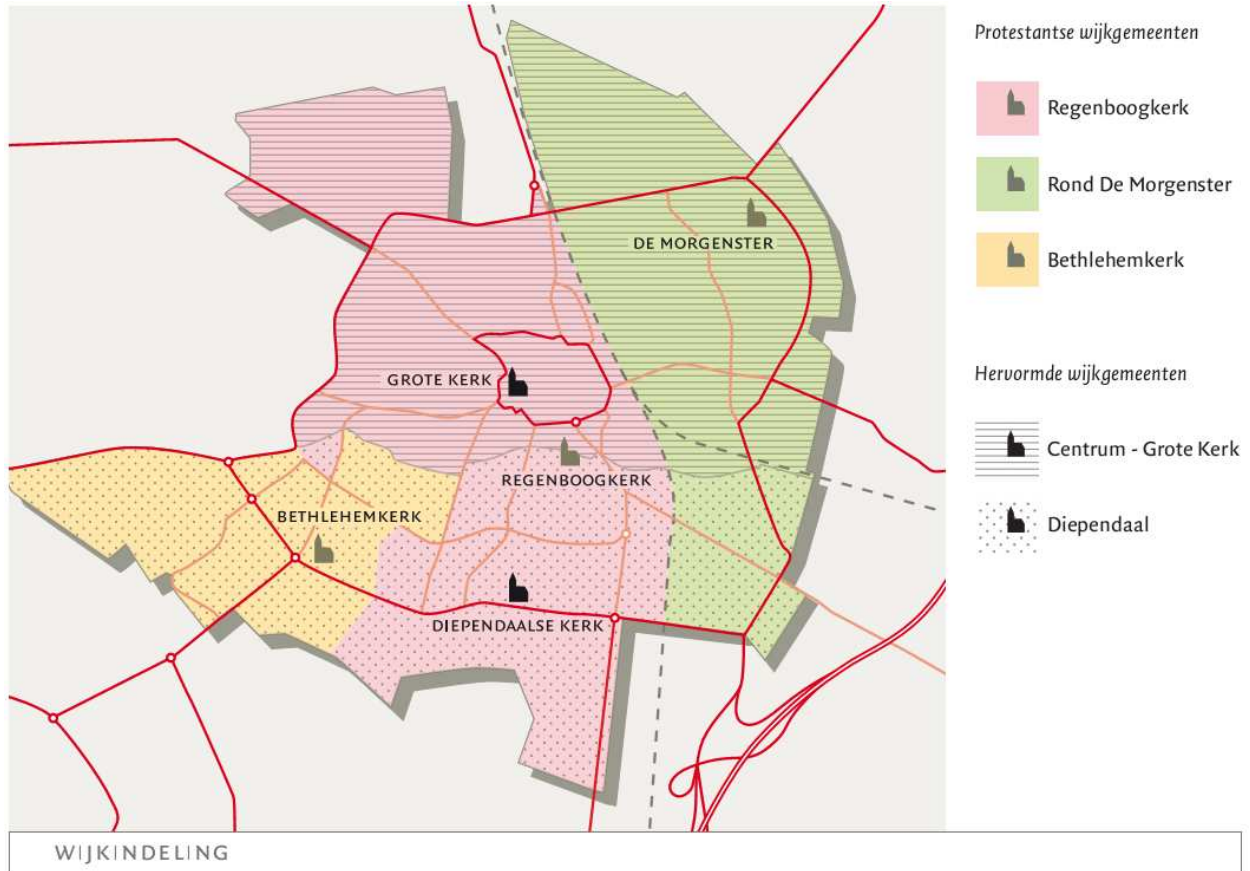 Protestantse wijkgemeenten
Regenboogkerk
Rond De Morgenster
Bethlehemkerk
Hervormde wijkgemeenten
Centrum - Grote Kerk
Diependaal
DE MORGENSTER
GROTE KERK
REGENBOOGKERK
BETHLEHEMKERK
DIEPENDAALSE KERK
WIJKINDELING